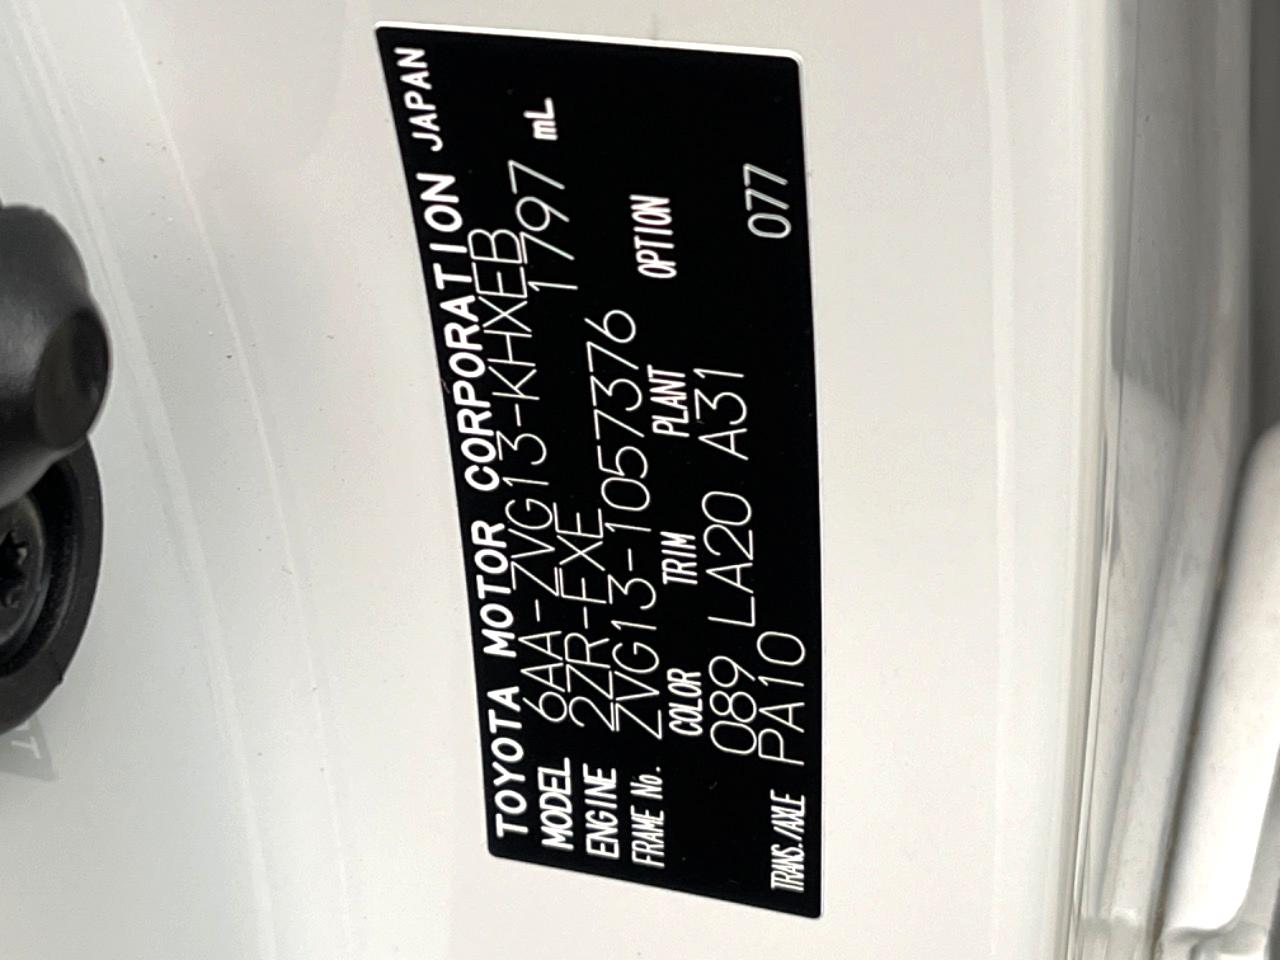 TOYOTA MOTOR CORPORATION JAPAN
MODEL 6AA-ZVG13-KHXEB
ENGINE 2ZR-FXE 1797 mL
FRAME No. ZVG13-1057376
COLOR TRIM PLANT OPTION
089 LA20 A31
TRANS./AXLE PA10 077